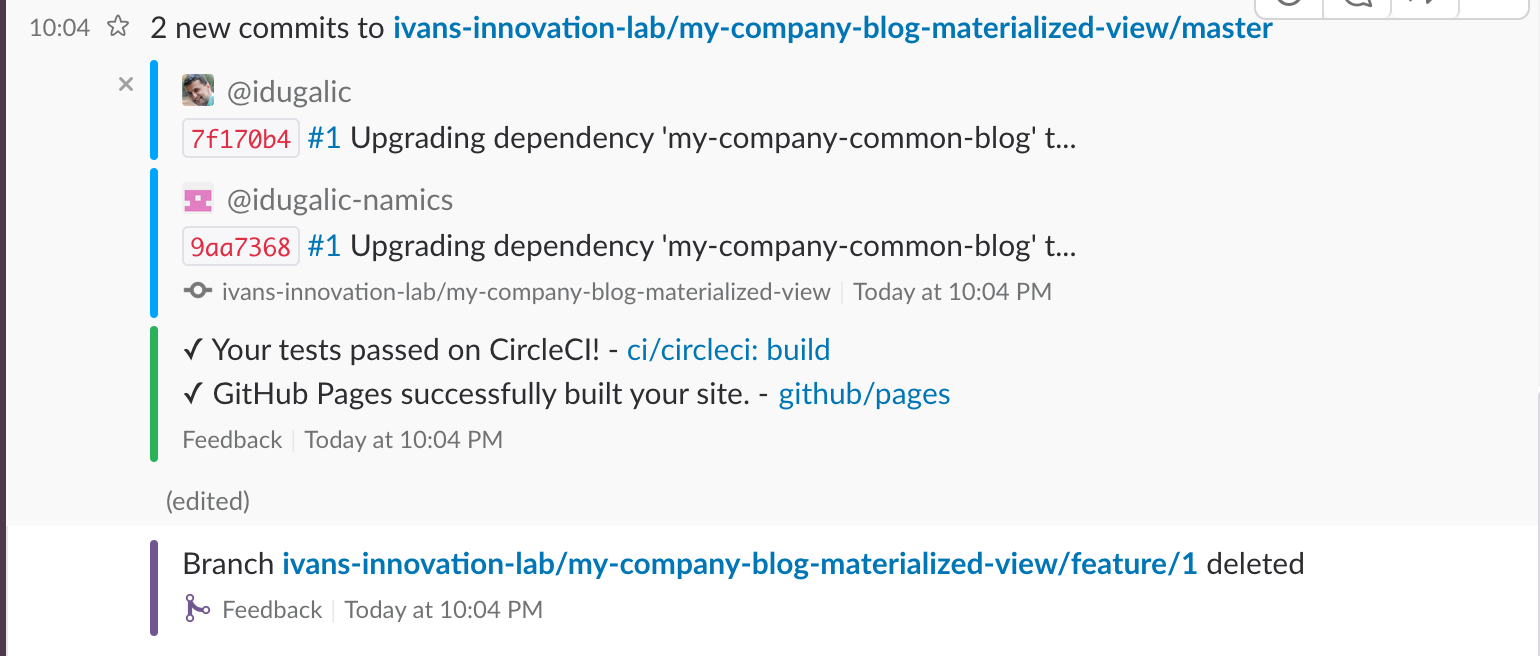 10:04 2 new commits to ivans-innovation-lab/my-company-blog-materialized-view/master
@idugalic
7f170b4 #1 Upgrading dependency 'my-company-common-blog' t...
@idugalic-namics
9aa7368 #1 Upgrading dependency 'my-company-common-blog' t...
ivans-innovation-lab/my-company-blog-materialized-view | Today at 10:04 PM
✓ Your tests passed on CircleCI! - ci/circleci: build
✓ GitHub Pages successfully built your site. - github/pages
Feedback | Today at 10:04 PM
(edited)
Branch ivans-innovation-lab/my-company-blog-materialized-view/feature/1 deleted
Feedback | Today at 10:04 PM